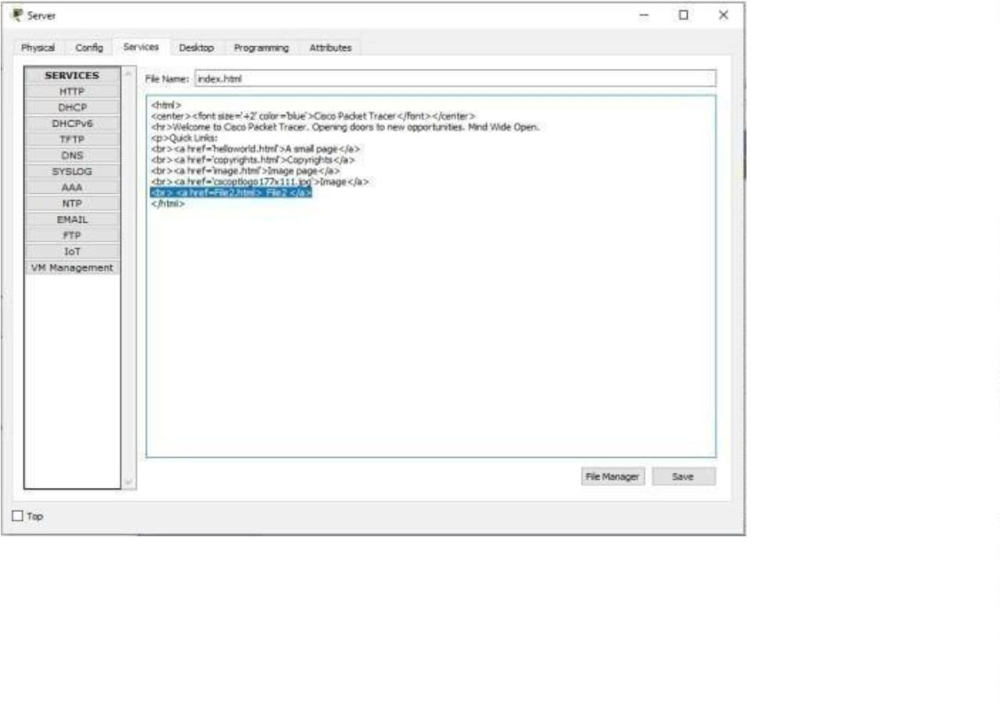 Server
Physical Config Services Desktop Programming Attributes
SERVICES
HTTP
DHCP
DHCPv6
TFTP
DNS
SYSLOG
AAA
NTP
EMAIL
FTP
IoT
VM Management
File Name: index.html
<html>
<center><font size='+2' color='blue'>Cisco Packet Tracer</font></center>
<hr>Welcome to Cisco Packet Tracer. Opening doors to new opportunities. Mind Wide Open.
<p>Quick Links:
<br><a href='helloworld.html'>A small page</a>
<br><a href='copyrights.html'>Copyrights</a>
<br><a href='image.html'>Image page</a>
<br><a href='cscoptlogo177x111.jpg'>Image</a>
<br> <a href=File2.html> File2 </a>
</html>
File Manager Save
Top